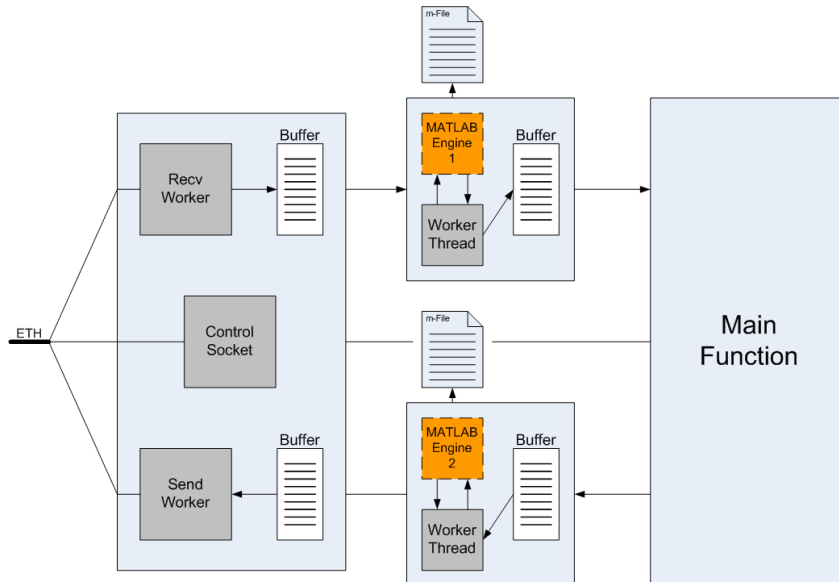 m-File
MATLAB
Engine
1
Buffer
Worker
Thread
Buffer
Recv
Worker
ETH
Control
Socket
m-File
Main
Function
Send
Worker
Buffer
MATLAB
Engine
2
Buffer
Worker
Thread